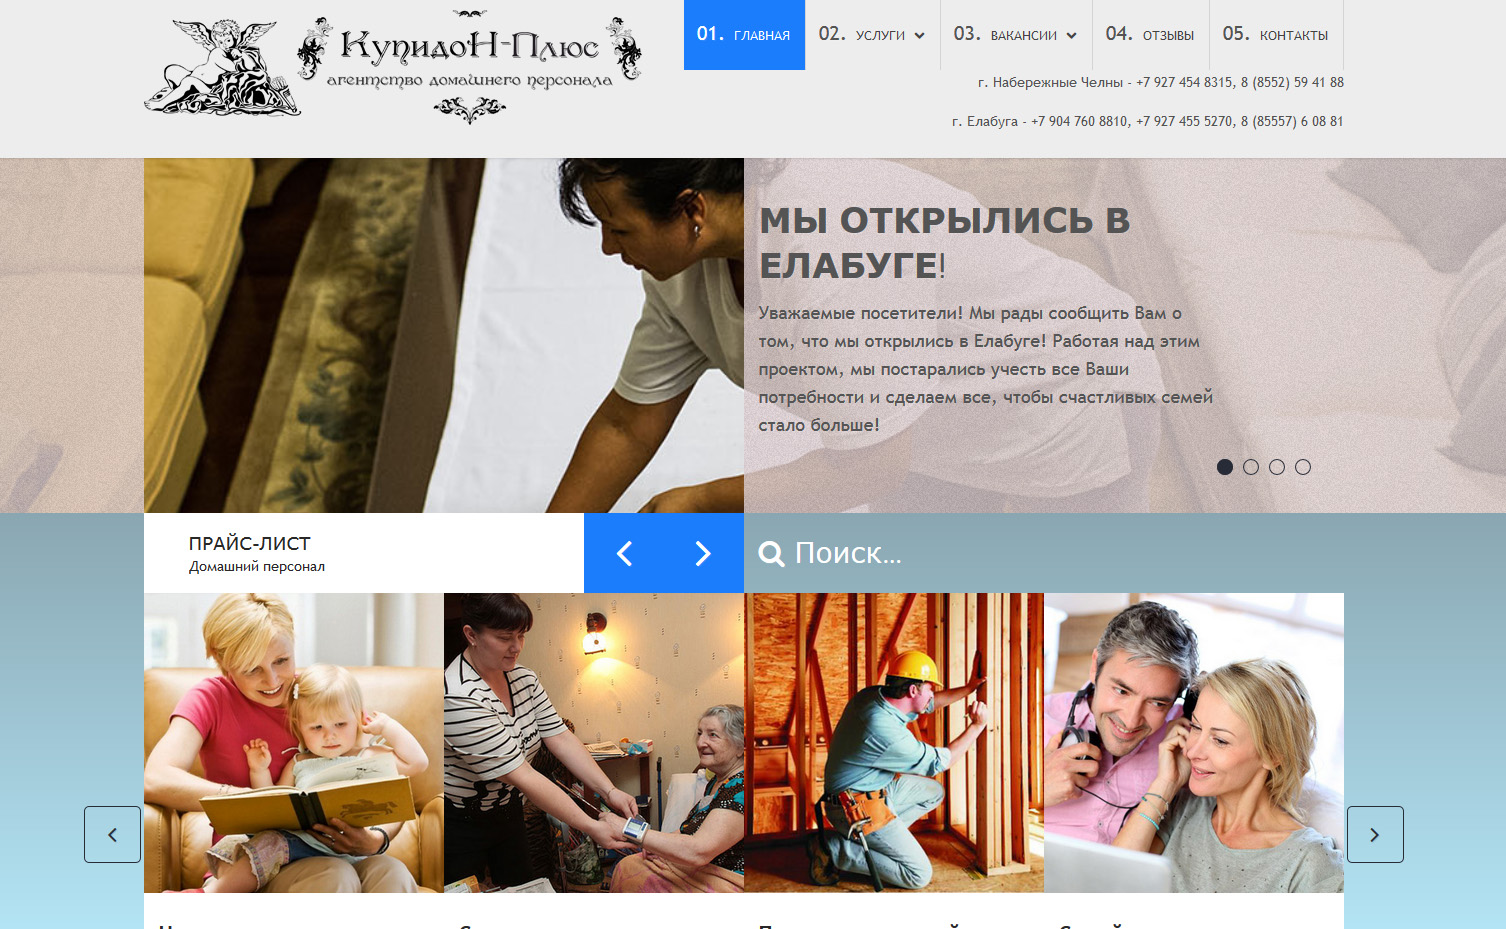 КупидоН-Плюс
агентство домашнего персонала
01. ГЛАВНАЯ
02. УСЛУГИ
03. ВАКАНСИИ
04. ОТЗЫВЫ
05. КОНТАКТЫ
г. Набережные Челны - +7 927 454 8315, 8 (8552) 59 41 88
г. Елабуга - +7 904 760 8810, +7 927 455 5270, 8 (85557) 6 08 81
МЫ ОТКРЫЛИСЬ В
ЕЛАБУГЕ!
Уважаемые посетители! Мы рады сообщить Вам о
том, что мы открылись в Елабуге! Работая над этим
проектом, мы постарались учесть все Ваши
потребности и сделаем все, чтобы счастливых семей
стало больше!
ПРАЙС-ЛИСТ
Домашний персонал
Поиск...